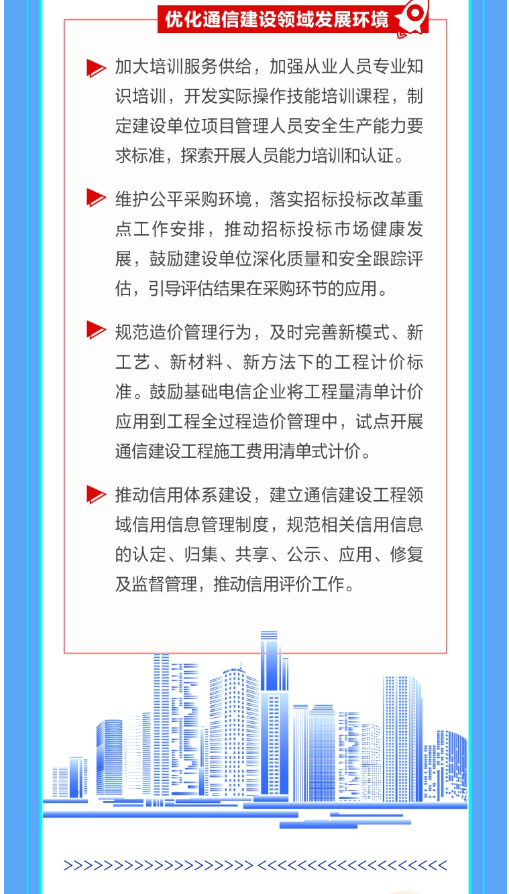 优化通信建设领域发展环境
加大培训服务供给，加强从业人员专业知
识培训，开发实际操作技能培训课程，制
定建设单位项目管理人员安全生产能力要
求标准，探索开展人员能力培训和认证。
维护公平采购环境，落实招标投标改革重
点工作安排，推动招标投标市场健康发
展，鼓励建设单位深化质量和安全跟踪评
估，引导评估结果在采购环节的应用。
规范造价管理行为，及时完善新模式、新
工艺、新材料、新方法下的工程计价标
准。鼓励基础电信企业将工程量清单计价
应用到工程全过程造价管理中，试点开展
通信建设工程施工费用清单式计价。
推动信用体系建设，建立通信建设工程领
域信用信息管理制度，规范相关信用信息
的认定、归集、共享、公示、应用、修复
及监督管理，推动信用评价工作。